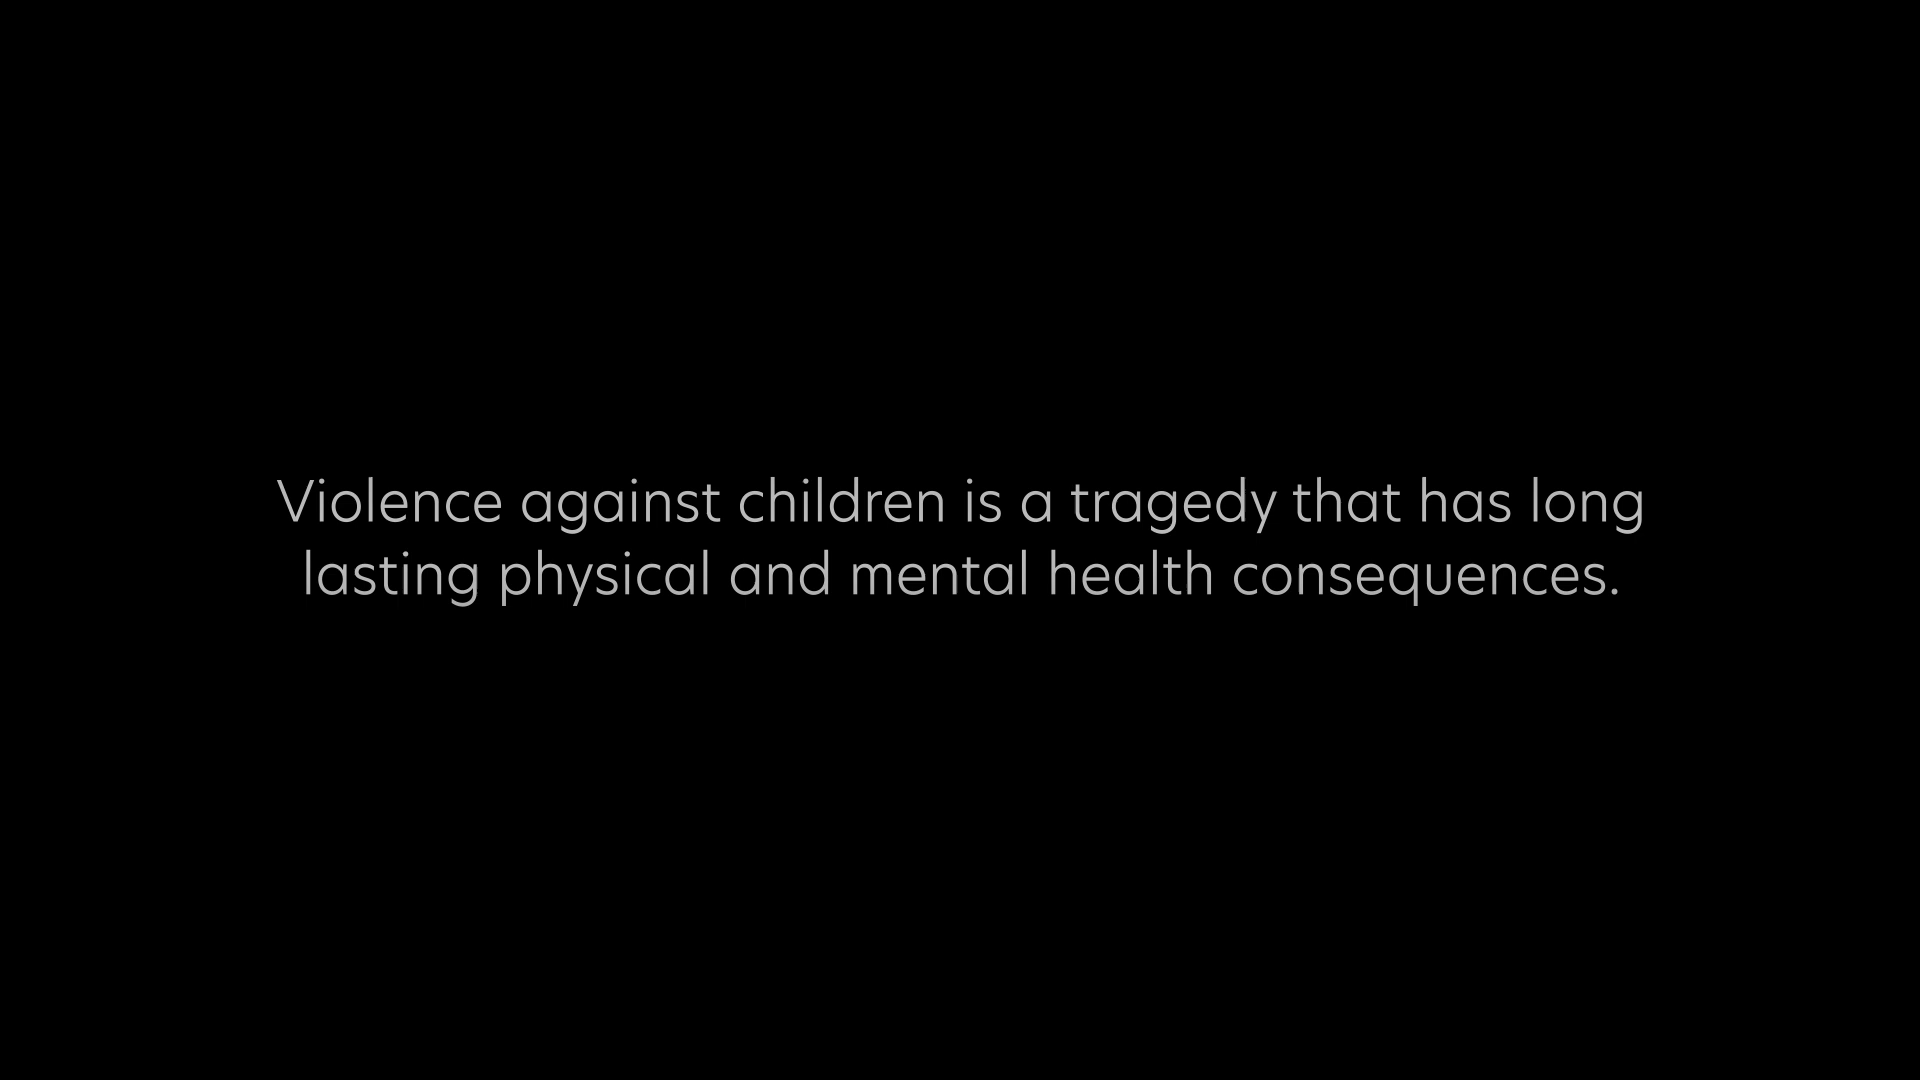 Violence against children is a tragedy that has long
lasting physical and mental health consequences.